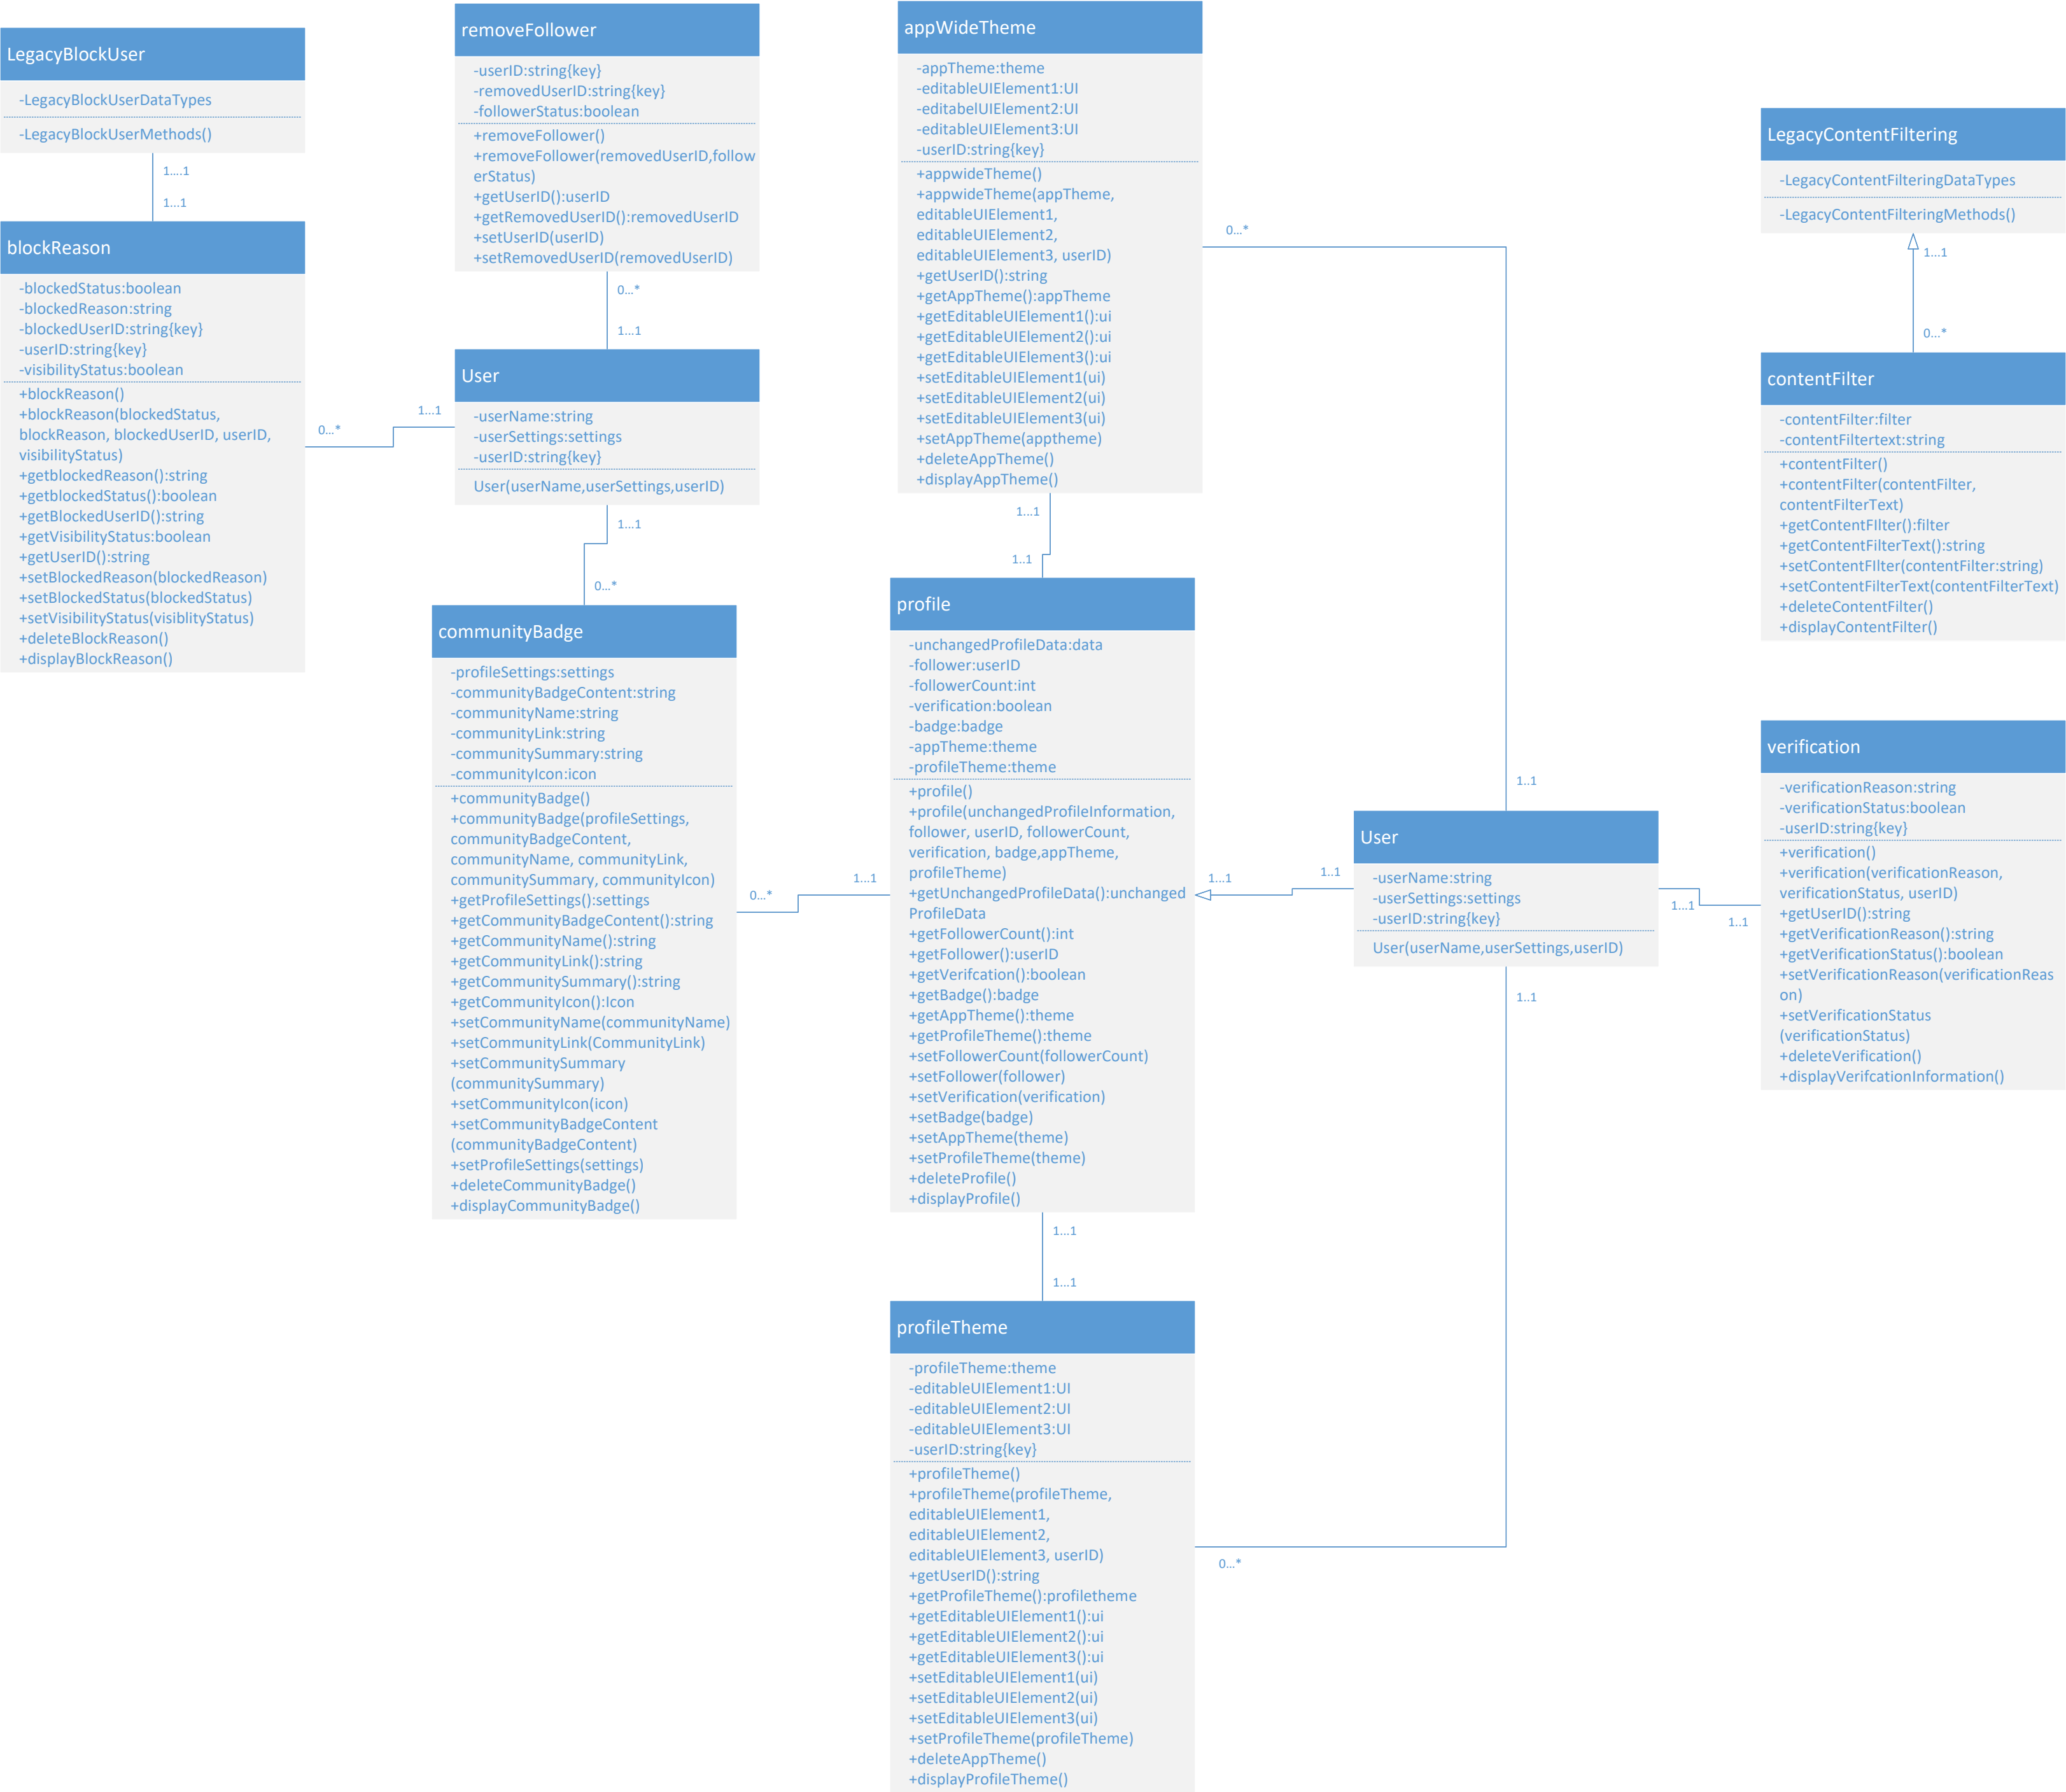 LegacyBlockUser
-LegacyBlockUserDataTypes
-LegacyBlockUserMethods()
1....1
1...1
blockReason
-blockedStatus:boolean
-blockedReason:string
-blockedUserID:string{key}
-userID:string{key}
-visibilityStatus:boolean
+blockReason()
+blockReason(blockedStatus,
blockReason, blockedUserID, userID,
visibilityStatus)
+getblockedReason():string
+getblockedStatus():boolean
+getBlockedUserID():string
+getVisibilityStatus:boolean
+getUserID():string
+setBlockedReason(blockedReason)
+setBlockedStatus(blockedStatus)
+setVisibilityStatus(visiblityStatus)
+deleteBlockReason()
+displayBlockReason()
0...*
1...1
removeFollower
-userID:string{key}
-removedUserID:string{key}
-followerStatus:boolean
+removeFollower()
+removeFollower(removedUserID,follow
erStatus)
+getUserID():userID
+getRemovedUserID():removedUserID
+setUserID(userID)
+setRemovedUserID(removedUserID)
0...*
1...1
User
-userName:string
-userSettings:settings
-userID:string{key}
User(userName,userSettings,userID)
1...1
0...*
communityBadge
-profileSettings:settings
-communityBadgeContent:string
-communityName:string
-communityLink:string
-communitySummary:string
-communityIcon:icon
+communityBadge()
+communityBadge(profileSettings,
communityBadgeContent,
communityName, communityLink,
communitySummary, communityIcon)
+getProfileSettings():settings
+getCommunityBadgeContent():string
+getCommunityName():string
+getCommunityLink():string
+getCommunitySummary():string
+getCommunityIcon():Icon
+setCommunityName(communityName)
+setCommunityLink(CommunityLink)
+setCommunitySummary
(communitySummary)
+setCommunityIcon(icon)
+setCommunityBadgeContent
(communityBadgeContent)
+setProfileSettings(settings)
+deleteCommunityBadge()
+displayCommunityBadge()
0...*
1...1
appWideTheme
-appTheme:theme
-editableUIElement1:UI
-editabelUIElement2:UI
-editableUIElement3:UI
-userID:string{key}
+appwideTheme()
+appwideTheme(appTheme,
editableUIElement1,
editableUIElement2,
editableUIElement3, userID)
+getUserID():string
+getAppTheme():appTheme
+getEditableUIElement1():ui
+getEditableUIElement2():ui
+getEditableUIElement3():ui
+setEditableUIElement1(ui)
+setEditableUIElement2(ui)
+setEditableUIElement3(ui)
+setAppTheme(apptheme)
+deleteAppTheme()
+displayAppTheme()
0...*
1...1
1..1
profile
-unchangedProfileData:data
-follower:userID
-followerCount:int
-verification:boolean
-badge:badge
-appTheme:theme
-profileTheme:theme
+profile()
+profile(unchangedProfileInformation,
follower, userID, followerCount,
verification, badge,appTheme,
profileTheme)
+getUnchangedProfileData():unchanged
ProfileData
+getFollowerCount():int
+getFollower():userID
+getVerifcation():boolean
+getBadge():badge
+getAppTheme():theme
+getProfileTheme():theme
+setFollowerCount(followerCount)
+setFollower(follower)
+setVerification(verification)
+setBadge(badge)
+setAppTheme(theme)
+setProfileTheme(theme)
+deleteProfile()
+displayProfile()
1...1
1...1
profileTheme
-profileTheme:theme
-editableUIElement1:UI
-editableUIElement2:UI
-editableUIElement3:UI
-userID:string{key}
+profileTheme()
+profileTheme(profileTheme,
editableUIElement1,
editableUIElement2,
editableUIElement3, userID)
+getUserID():string
+getProfileTheme():profiletheme
+getEditableUIElement1():ui
+getEditableUIElement2():ui
+getEditableUIElement3():ui
+setEditableUIElement1(ui)
+setEditableUIElement2(ui)
+setEditableUIElement3(ui)
+setProfileTheme(profileTheme)
+deleteAppTheme()
+displayProfileTheme()
0...*
1...1
1..1
1..1
User
-userName:string
-userSettings:settings
-userID:string{key}
User(userName,userSettings,userID)
1..1
1...1
1..1
LegacyContentFiltering
-LegacyContentFilteringDataTypes
-LegacyContentFilteringMethods()
1...1
0...*
contentFilter
-contentFilter:filter
-contentFiltertext:string
+contentFilter()
+contentFilter(contentFilter,
contentFilterText)
+getContentFIlter():filter
+getContentFilterText():string
+setContentFIlter(contentFilter:string)
+setContentFilterText(contentFilterText)
+deleteContentFilter()
+displayContentFilter()
verification
-verificationReason:string
-verificationStatus:boolean
-userID:string{key}
+verification()
+verification(verificationReason,
verificationStatus, userID)
+getUserID():string
+getVerificationReason():string
+getVerificationStatus():boolean
+setVerificationReason(verificationReas
on)
+setVerificationStatus
(verificationStatus)
+deleteVerification()
+displayVerifcationInformation()